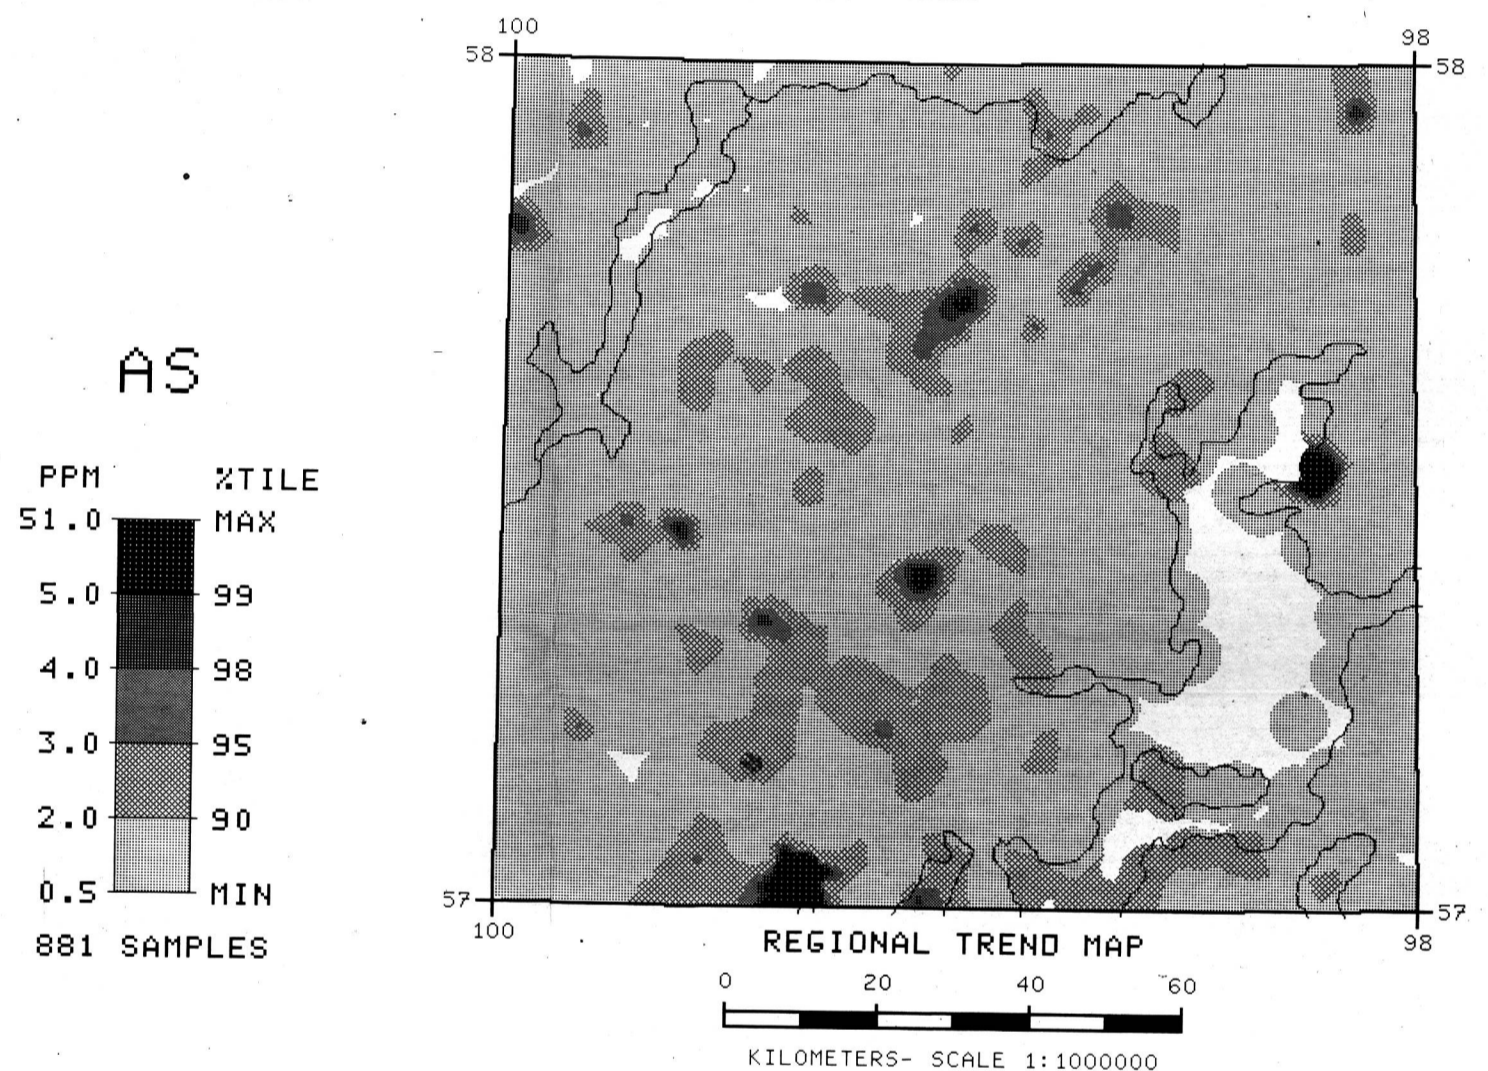 100
98
58
58
AS
PPM %TILE
51.0 MAX
5.0 99
4.0 98
3.0 95
2.0 90
0.5 MIN
881 SAMPLES
57
57
100
98
REGIONAL TREND MAP
0 20 40 60
KILOMETERS- SCALE 1:1000000